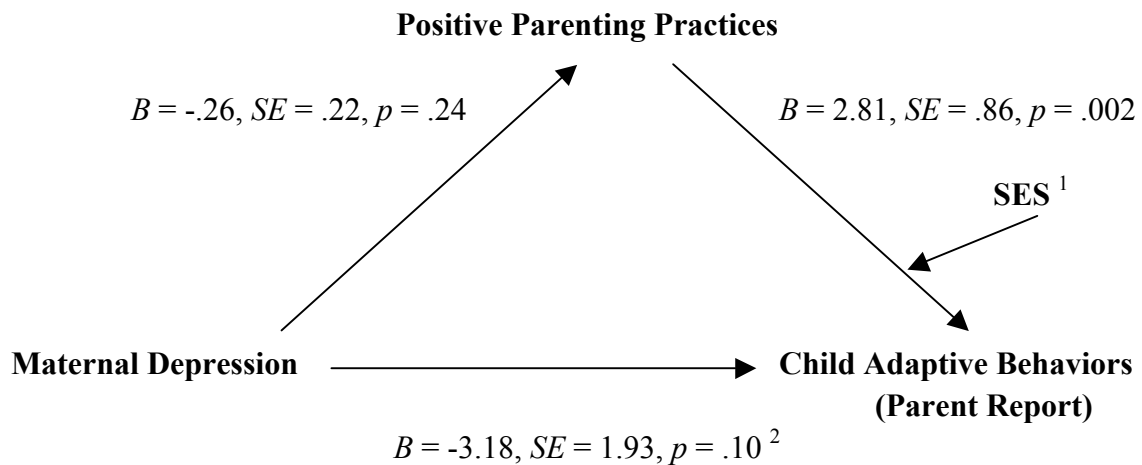 Positive Parenting Practices
B = -.26, SE = .22, p = .24
B = 2.81, SE = .86, p = .002
SES 1
Maternal Depression
Child Adaptive Behaviors
(Parent Report)
B = -3.18, SE = 1.93, p = .10 2